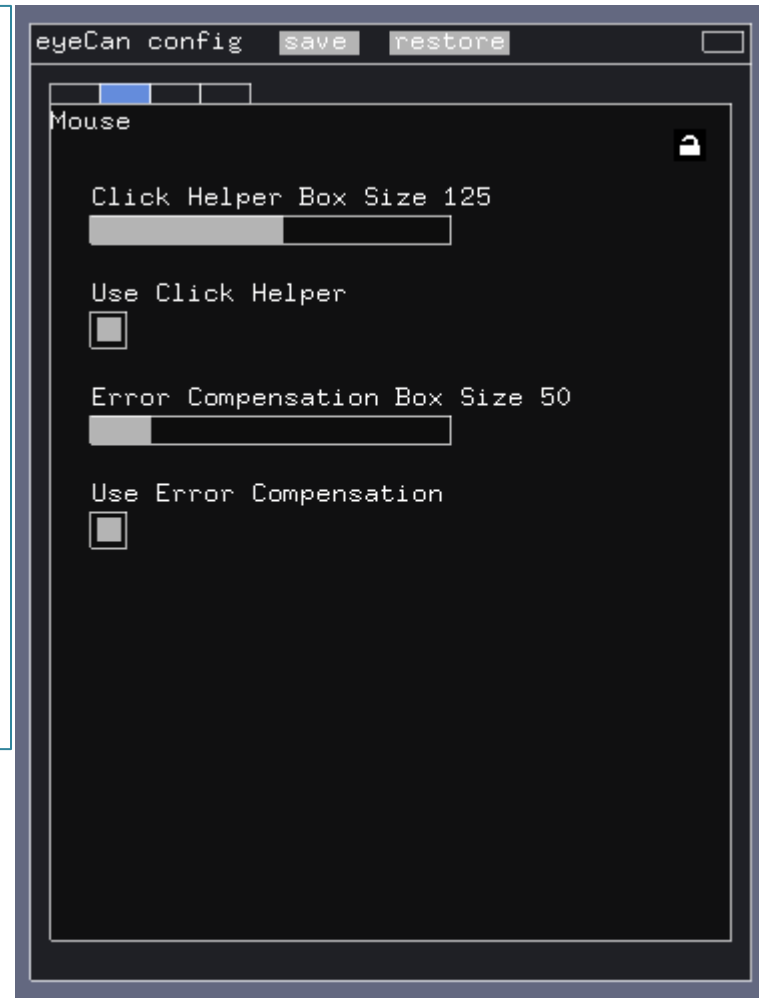 eyeCan config save restore
Mouse
Click Helper Box Size 125
Use Click Helper
Error Compensation Box Size 50
Use Error Compensation